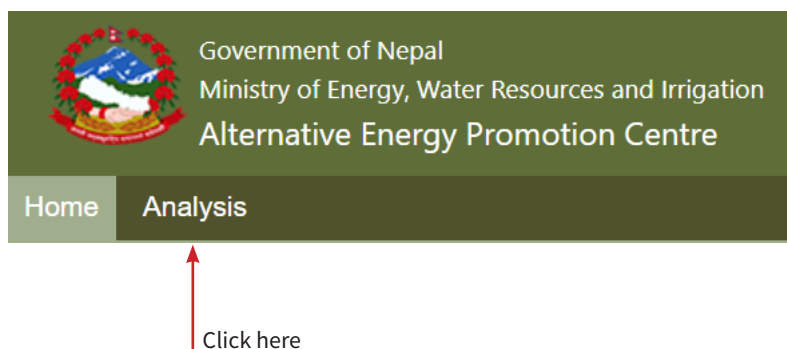 Government of Nepal
Ministry of Energy, Water Resources and Irrigation
Alternative Energy Promotion Centre
Home Analysis
Click here